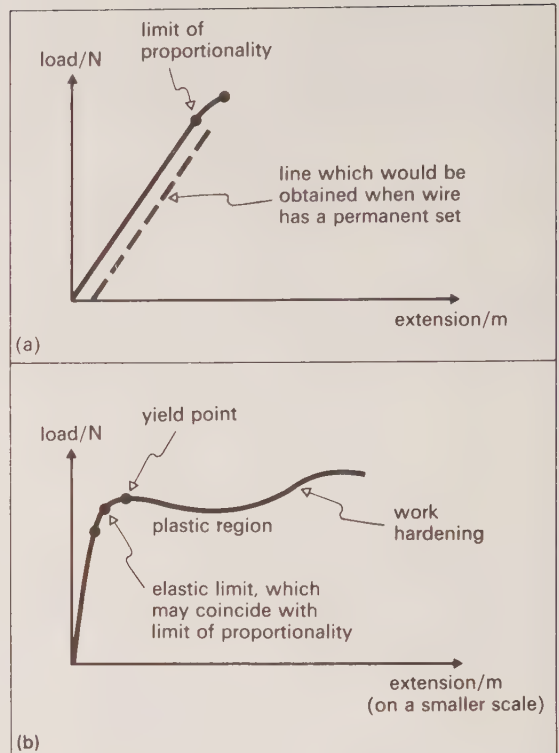 limit of
proportionality
load/N
line which would be
obtained when wire
has a permanent set
extension/m
(a)
yield point
load/N
plastic region
work
hardening
elastic limit, which
may coincide with
limit of proportionality
extension/m
(on a smaller scale)
(b)